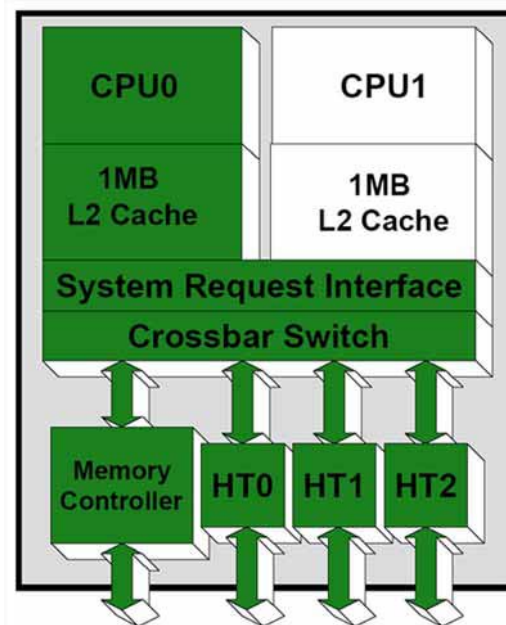 CPU0
CPU1
1MB
L2 Cache
1MB
L2 Cache
System Request Interface
Crossbar Switch
Memory
Controller
HT0
HT1
HT2